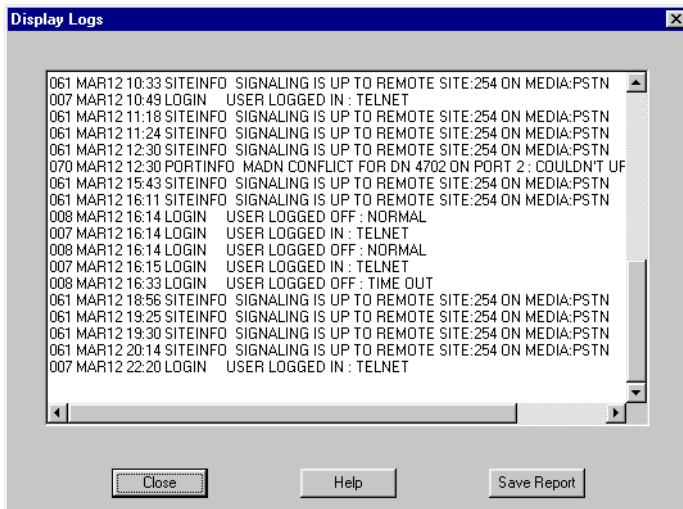 Display Logs
061 MAR12 10:33 SITEINFO SIGNALING IS UP TO REMOTE SITE:254 ON MEDIA:PSTN
007 MAR12 10:49 LOGIN USER LOGGED IN : TELNET
061 MAR12 11:18 SITEINFO SIGNALING IS UP TO REMOTE SITE:254 ON MEDIA:PSTN
061 MAR12 11:24 SITEINFO SIGNALING IS UP TO REMOTE SITE:254 ON MEDIA:PSTN
061 MAR12 12:30 SITEINFO SIGNALING IS UP TO REMOTE SITE:254 ON MEDIA:PSTN
070 MAR12 12:30 PORTINFO MADN CONFLICT FOR DN 4702 ON PORT 2 : COULDN'T UF
061 MAR12 15:43 SITEINFO SIGNALING IS UP TO REMOTE SITE:254 ON MEDIA:PSTN
061 MAR12 16:11 SITEINFO SIGNALING IS UP TO REMOTE SITE:254 ON MEDIA:PSTN
008 MAR12 16:14 LOGIN USER LOGGED OFF : NORMAL
007 MAR12 16:14 LOGIN USER LOGGED IN : TELNET
008 MAR12 16:14 LOGIN USER LOGGED OFF : NORMAL
007 MAR12 16:15 LOGIN USER LOGGED IN : TELNET
008 MAR12 16:33 LOGIN USER LOGGED OFF : TIME OUT
061 MAR12 18:56 SITEINFO SIGNALING IS UP TO REMOTE SITE:254 ON MEDIA:PSTN
061 MAR12 19:25 SITEINFO SIGNALING IS UP TO REMOTE SITE:254 ON MEDIA:PSTN
061 MAR12 19:30 SITEINFO SIGNALING IS UP TO REMOTE SITE:254 ON MEDIA:PSTN
061 MAR12 20:14 SITEINFO SIGNALING IS UP TO REMOTE SITE:254 ON MEDIA:PSTN
007 MAR12 22:20 LOGIN USER LOGGED IN : TELNET
Close Help Save Report